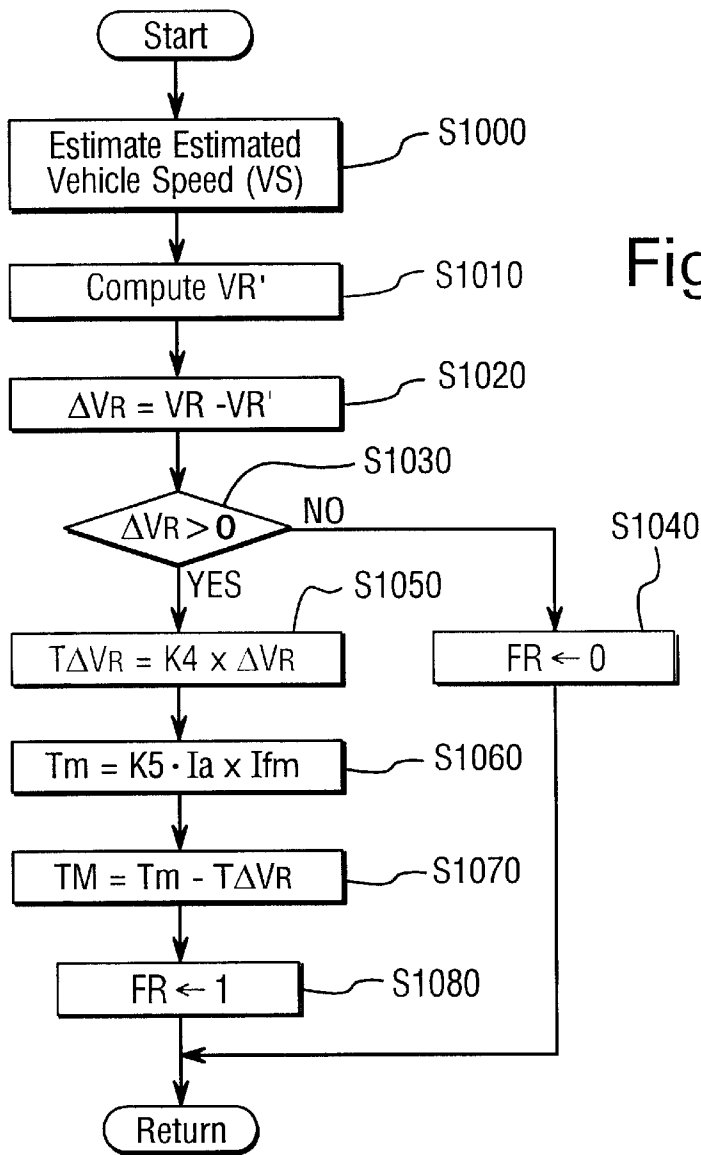 Start
Estimate Estimated
Vehicle Speed (VS)
S1000
Compute VR'
S1010
Fig
ΔVR = VR -VR'
S1020
S1030
ΔVR > 0
NO
YES
S1040
S1050
TΔVR = K4 x ΔVR
FR ← 0
Tm = K5 · Ia x Ifm
S1060
TM = Tm - TΔVR
S1070
FR ← 1
S1080
Return